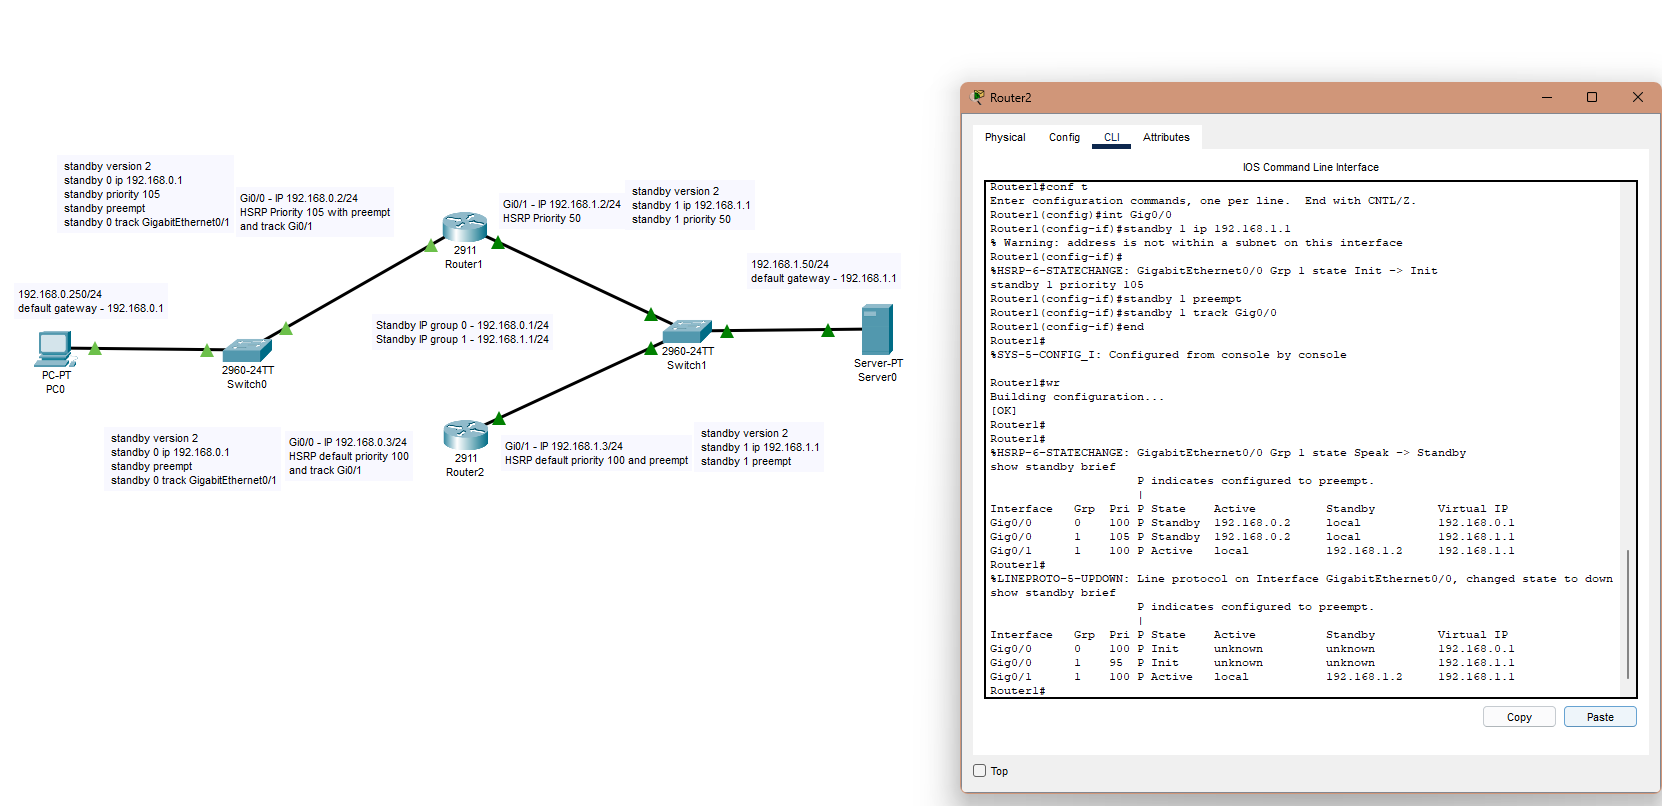 standby version 2
standby 0 ip 192.168.0.1
standby priority 105
standby preempt
standby 0 track GigabitEthernet0/1
Gi0/0 - IP 192.168.0.2/24
HSRP Priority 105 with preempt
and track Gi0/1
2911
Router1
Gi0/1 - IP 192.168.1.2/24
HSRP Priority 50
standby version 2
standby 1 ip 192.168.1.1
standby 1 priority 50
192.168.1.50/24
default gateway - 192.168.1.1
192.168.0.250/24
default gateway - 192.168.0.1
Standby IP group 0 - 192.168.0.1/24
Standby IP group 1 - 192.168.1.1/24
PC-PT
PC0
2960-24TT
Switch0
2960-24TT
Switch1
Server-PT
Server0
standby version 2
standby 0 ip 192.168.0.1
standby preempt
standby 0 track GigabitEthernet0/1
Gi0/0 - IP 192.168.0.3/24
HSRP default priority 100
and track Gi0/1
2911
Router2
Gi0/1 - IP 192.168.1.3/24
HSRP default priority 100 and preempt
standby version 2
standby 1 ip 192.168.1.1
standby 1 preempt
Router2
Physical Config CLI Attributes
IOS Command Line Interface
Router1#conf t
Enter configuration commands, one per line. End with CNTL/Z.
Router1(config)#int Gig0/0
Router1(config-if)#standby 1 ip 192.168.1.1
% Warning: address is not within a subnet on this interface
Router1(config-if)#
%HSRP-6-STATECHANGE: GigabitEthernet0/0 Grp 1 state Init -> Init
standby 1 priority 105
Router1(config-if)#standby 1 preempt
Router1(config-if)#standby 1 track Gig0/0
Router1(config-if)#end
Router1#
%SYS-5-CONFIG_I: Configured from console by console
Router1#wr
Building configuration...
[OK]
Router1#
Router1#
%HSRP-6-STATECHANGE: GigabitEthernet0/0 Grp 1 state Speak -> Standby
show standby brief
P indicates configured to preempt.
|
Interface Grp Pri P State Active Standby Virtual IP
Gig0/0 0 100 P Standby 192.168.0.2 local 192.168.0.1
Gig0/0 1 105 P Standby 192.168.0.2 local 192.168.1.1
Gig0/1 1 100 P Active local 192.168.1.2 192.168.1.1
Router1#
%LINEPROTO-5-UPDOWN: Line protocol on Interface GigabitEthernet0/0, changed state to down
show standby brief
P indicates configured to preempt.
|
Interface Grp Pri P State Active Standby Virtual IP
Gig0/0 0 100 P Init unknown unknown 192.168.0.1
Gig0/0 1 95 P Init unknown unknown 192.168.1.1
Gig0/1 1 100 P Active local 192.168.1.2 192.168.1.1
Router1#
Copy Paste
Top